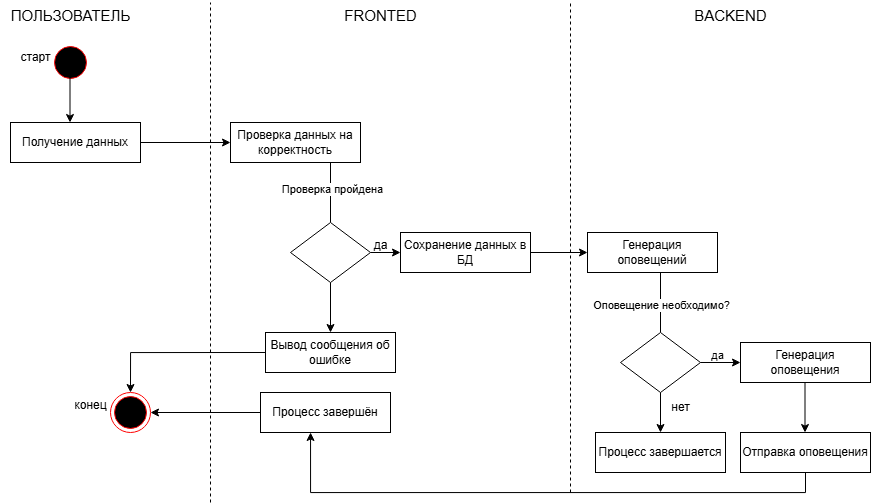 ПОЛЬЗОВАТЕЛЬ
FRONTED
BACKEND
старт
Получение данных
Проверка данных на
корректность
Проверка пройдена
да
Сохранение данных в
БД
Генерация
оповещений
Оповещение необходимо?
Вывод сообщения об
ошибке
да
Генерация
оповещения
конец
Процесс завершён
нет
Процесс завершается
Отправка оповещения